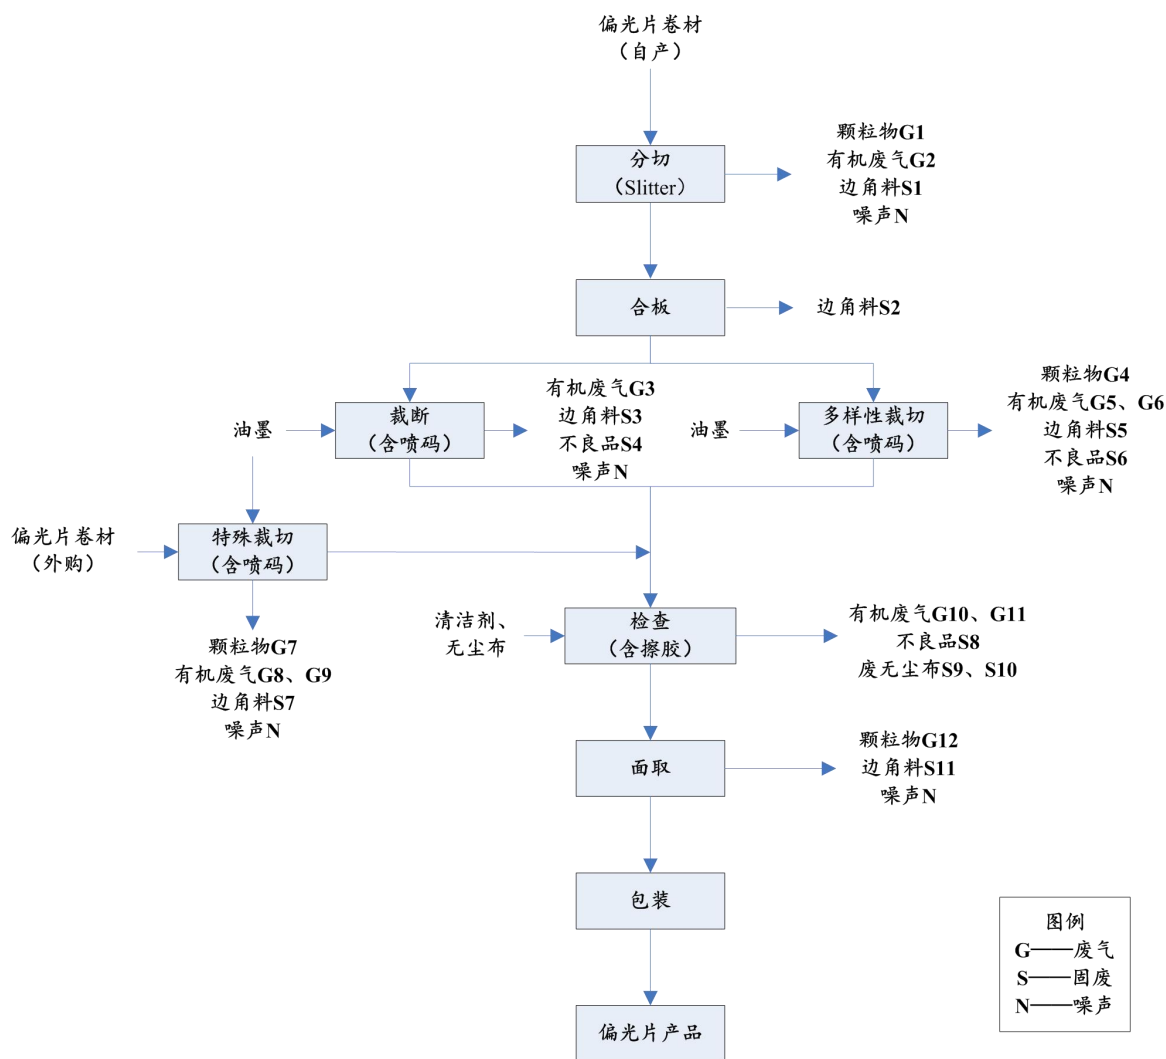 偏光片卷材
（自产）
分切
（Slitter）
颗粒物G1
有机废气G2
边角料S1
噪声N
合板
边角料S2
油墨
裁断
（含喷码）
有机废气G3
边角料S3
不良品S4
噪声N
油墨
多样性裁切
（含喷码）
颗粒物G4
有机废气G5、G6
边角料S5
不良品S6
噪声N
偏光片卷材
（外购）
特殊裁切
（含喷码）
颗粒物G7
有机废气G8、G9
边角料S7
噪声N
清洁剂、
无尘布
检查
（含擦胶）
有机废气G10、G11
不良品S8
废无尘布S9、S10
面取
颗粒物G12
边角料S11
噪声N
包装
偏光片产品
图例
G——废气
S——固废
N——噪声